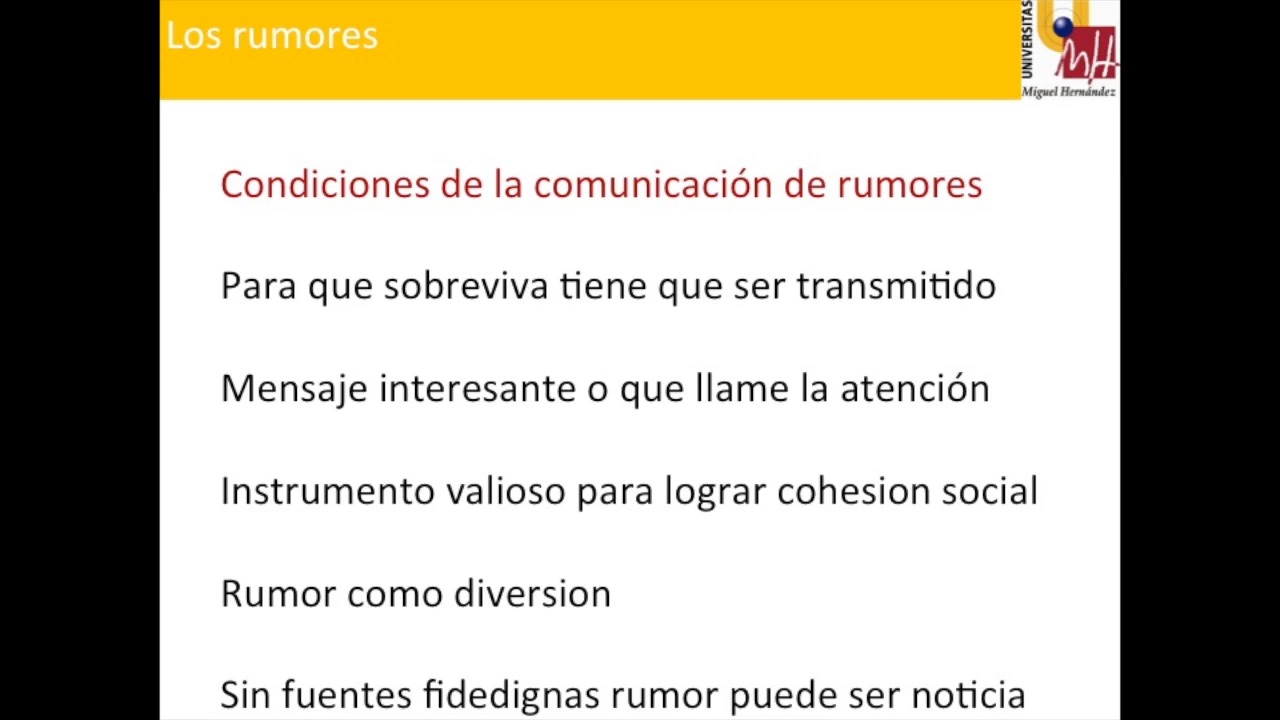 Los rumores
UNIVERSITAS
Miguel Hernández
Condiciones de la comunicación de rumores
Para que sobreviva tiene que ser transmitido
Mensaje interesante o que llame la atención
Instrumento valioso para lograr cohesion social
Rumor como diversion
Sin fuentes fidedignas rumor puede ser noticia